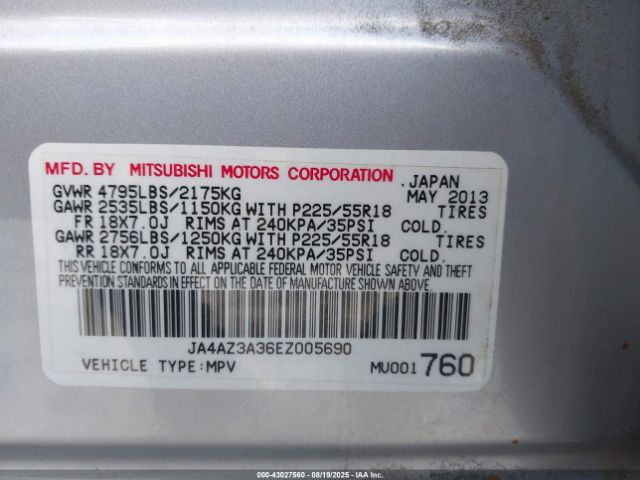 MFD. BY MITSUBISHI MOTORS CORPORATION, JAPAN
GVWR 4795LBS/2175KG MAY 2013
GAWR 2535LBS/1150KG WITH P225/55R18 TIRES
FR 18X7.0J RIMS AT 240KPA/35PSI COLD.
GAWR 2756LBS/1250KG WITH P225/55R18 TIRES
RR 18X7.0J RIMS AT 240KPA/35PSI COLD.
THIS VEHICLE CONFORMS TO ALL APPLICABLE FEDERAL MOTOR VEHICLE SAFETY AND THEFT
PREVENTION STANDARDS IN EFFECT ON THE DATE OF MANUFACTURE SHOWN ABOVE.
JA4AZ3A36EZ005690
VEHICLE TYPE:MPV MU001760
000-43027560 - 08/19/2025 - IAA Inc.